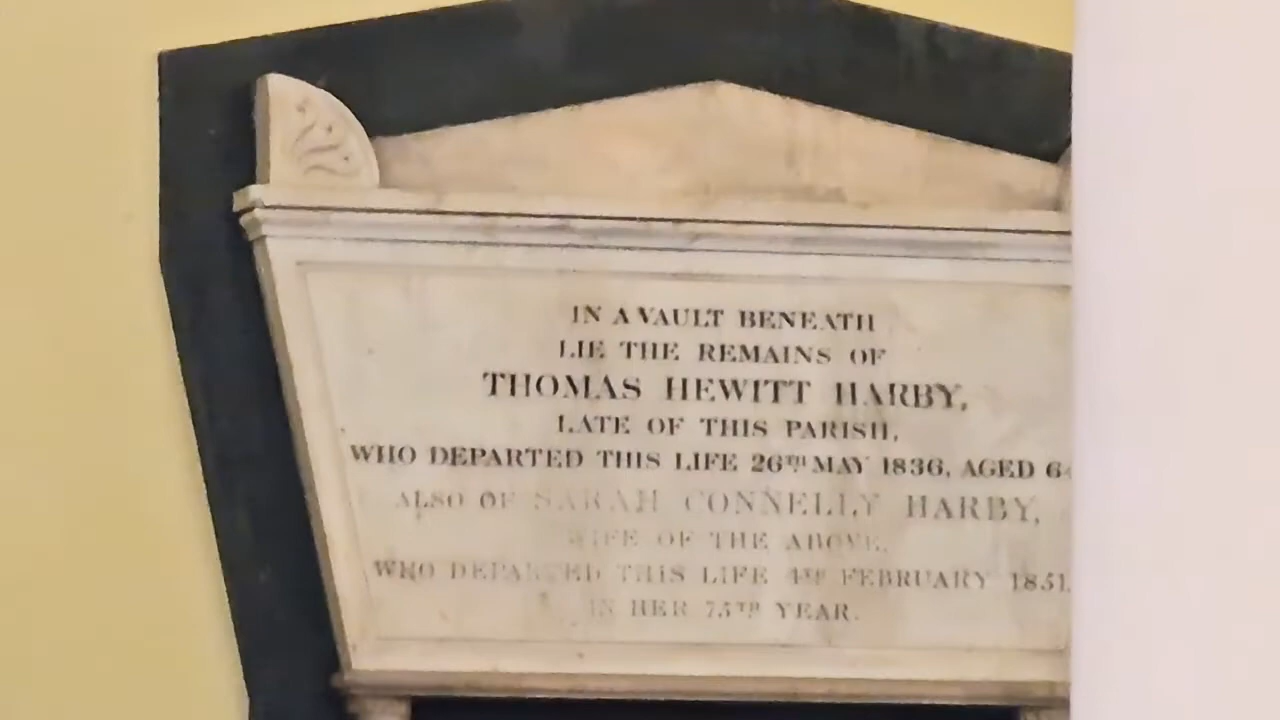 IN A VAULT BENEATH
LIE THE REMAINS OF
THOMAS HEWITT HARBY,
LATE OF THIS PARISH,
WHO DEPARTED THIS LIFE 26TH MAY 1836, AGED
ALSO OF SARAH CONNELLY HARBY,
WIFE OF THE ABOVE,
WHO DEPARTED THIS LIFE 4TH FEBRUARY 1851,
IN HER 75TH YEAR.